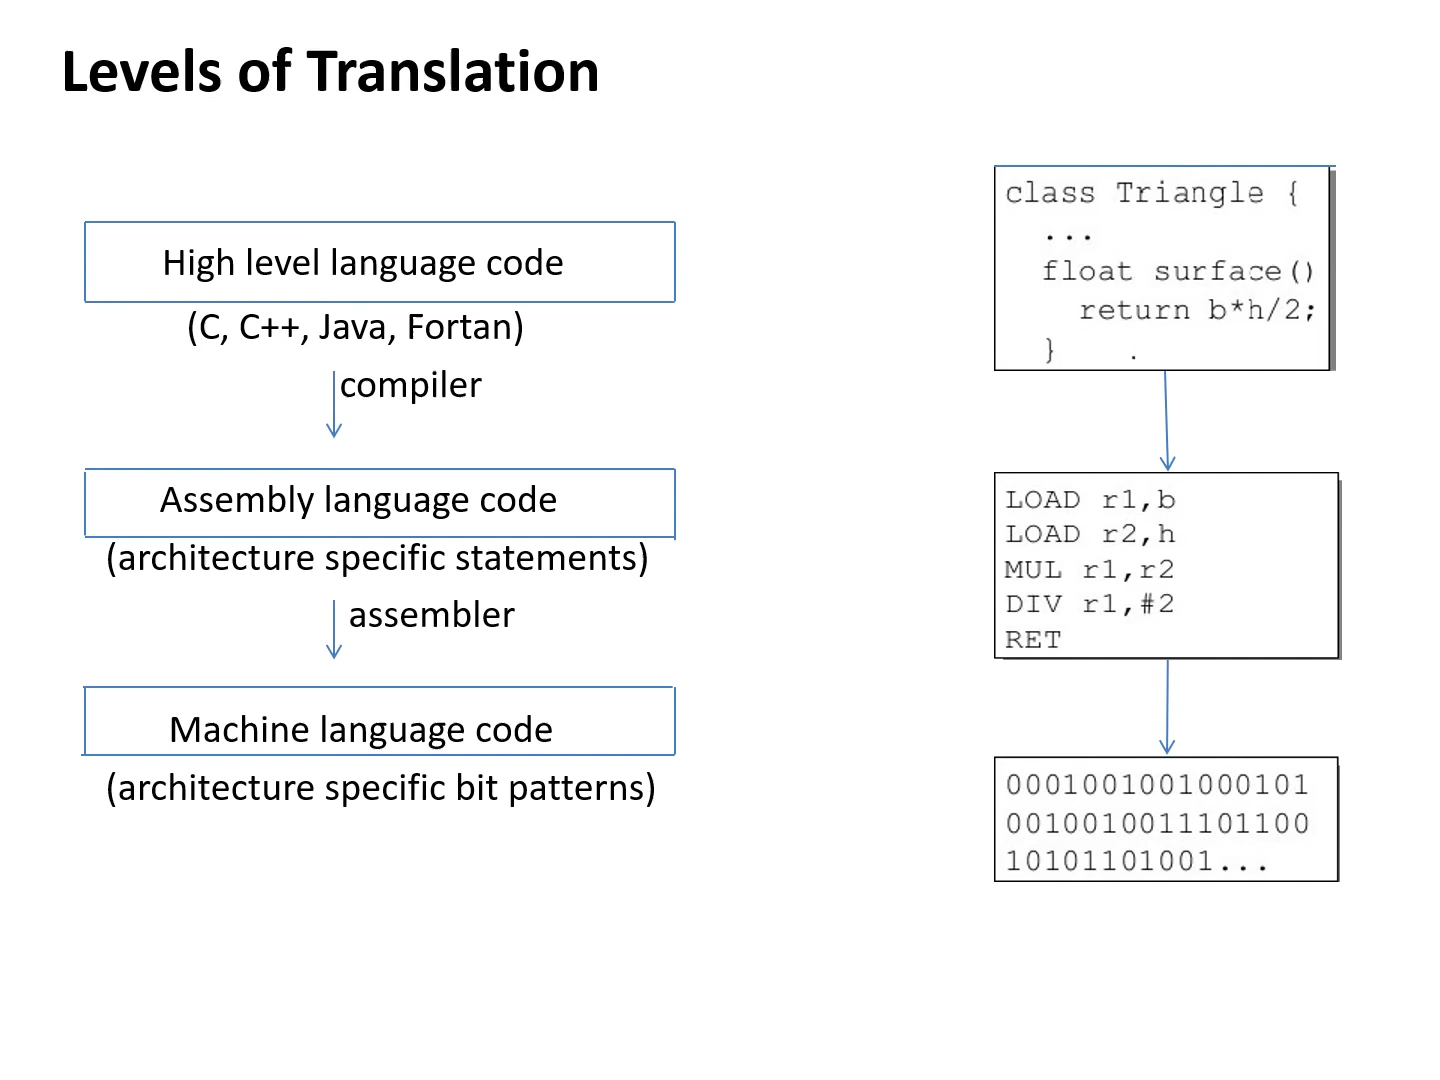 Levels of Translation
High level language code
(C, C++, Java, Fortan)
compiler
Assembly language code
(architecture specific statements)
assembler
Machine language code
(architecture specific bit patterns)
class Triangle {
...
float surface()
return b*h/2;
} .
LOAD r1,b
LOAD r2,h
MUL r1,r2
DIV r1,#2
RET
0001001001000101
0010010011101100
10101101001...